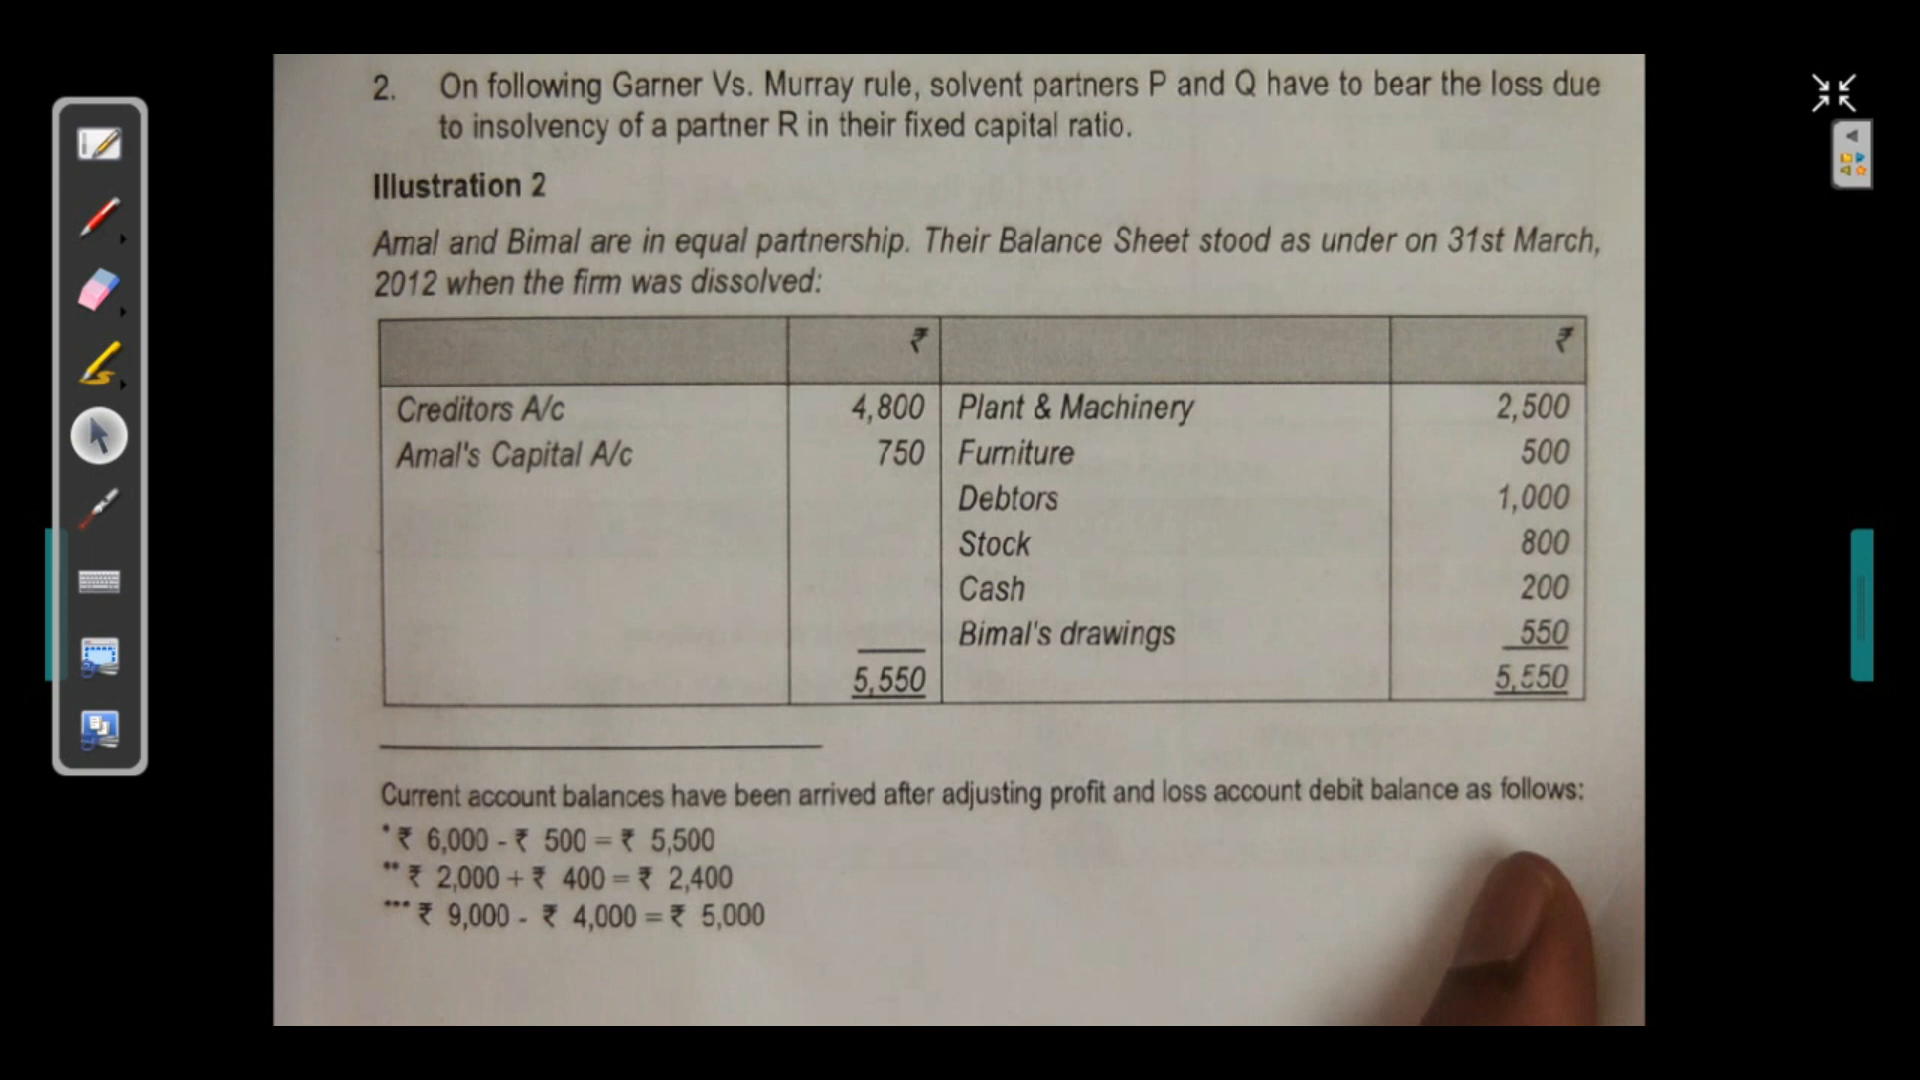 2. On following Garner Vs. Murray rule, solvent partners P and Q have to bear the loss due
to insolvency of a partner R in their fixed capital ratio.
Illustration 2
Amal and Bimal are in equal partnership. Their Balance Sheet stood as under on 31st March,
2012 when the firm was dissolved:
₹ ₹
Creditors A/c 4,800 Plant & Machinery 2,500
Amal's Capital A/c 750 Furniture 500
Debtors 1,000
Stock 800
Cash 200
Bimal's drawings 550
5,550 5,550
Current account balances have been arrived after adjusting profit and loss account debit balance as follows:
* ₹ 6,000 - ₹ 500 = ₹ 5,500
** ₹ 2,000 + ₹ 400 = ₹ 2,400
*** ₹ 9,000 - ₹ 4,000 = ₹ 5,000